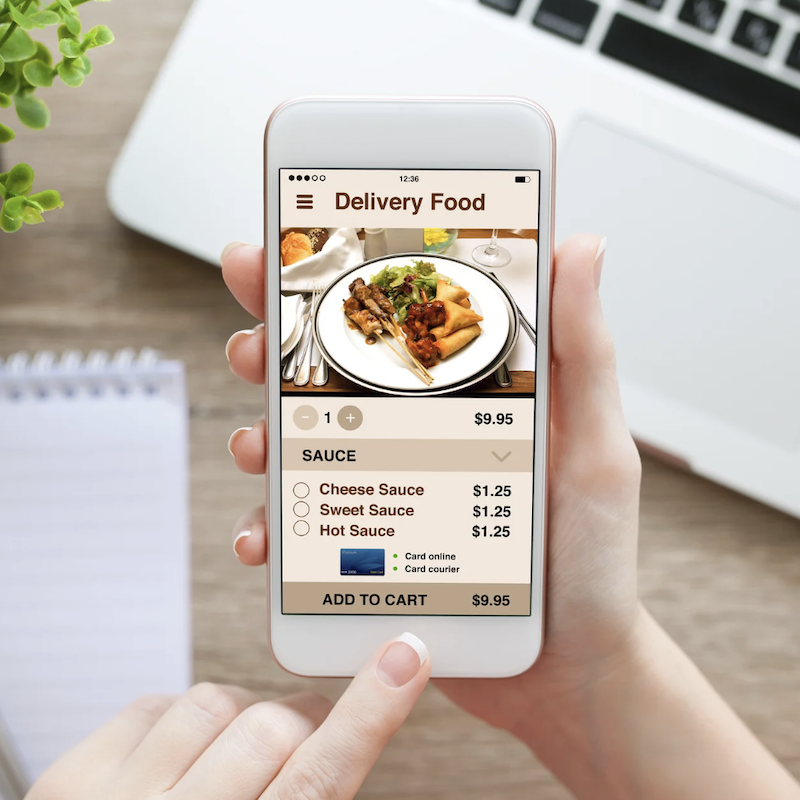 12:36
Delivery Food
1 $9.95
SAUCE
Cheese Sauce $1.25
Sweet Sauce $1.25
Hot Sauce $1.25
Card online
Card courier
ADD TO CART $9.95